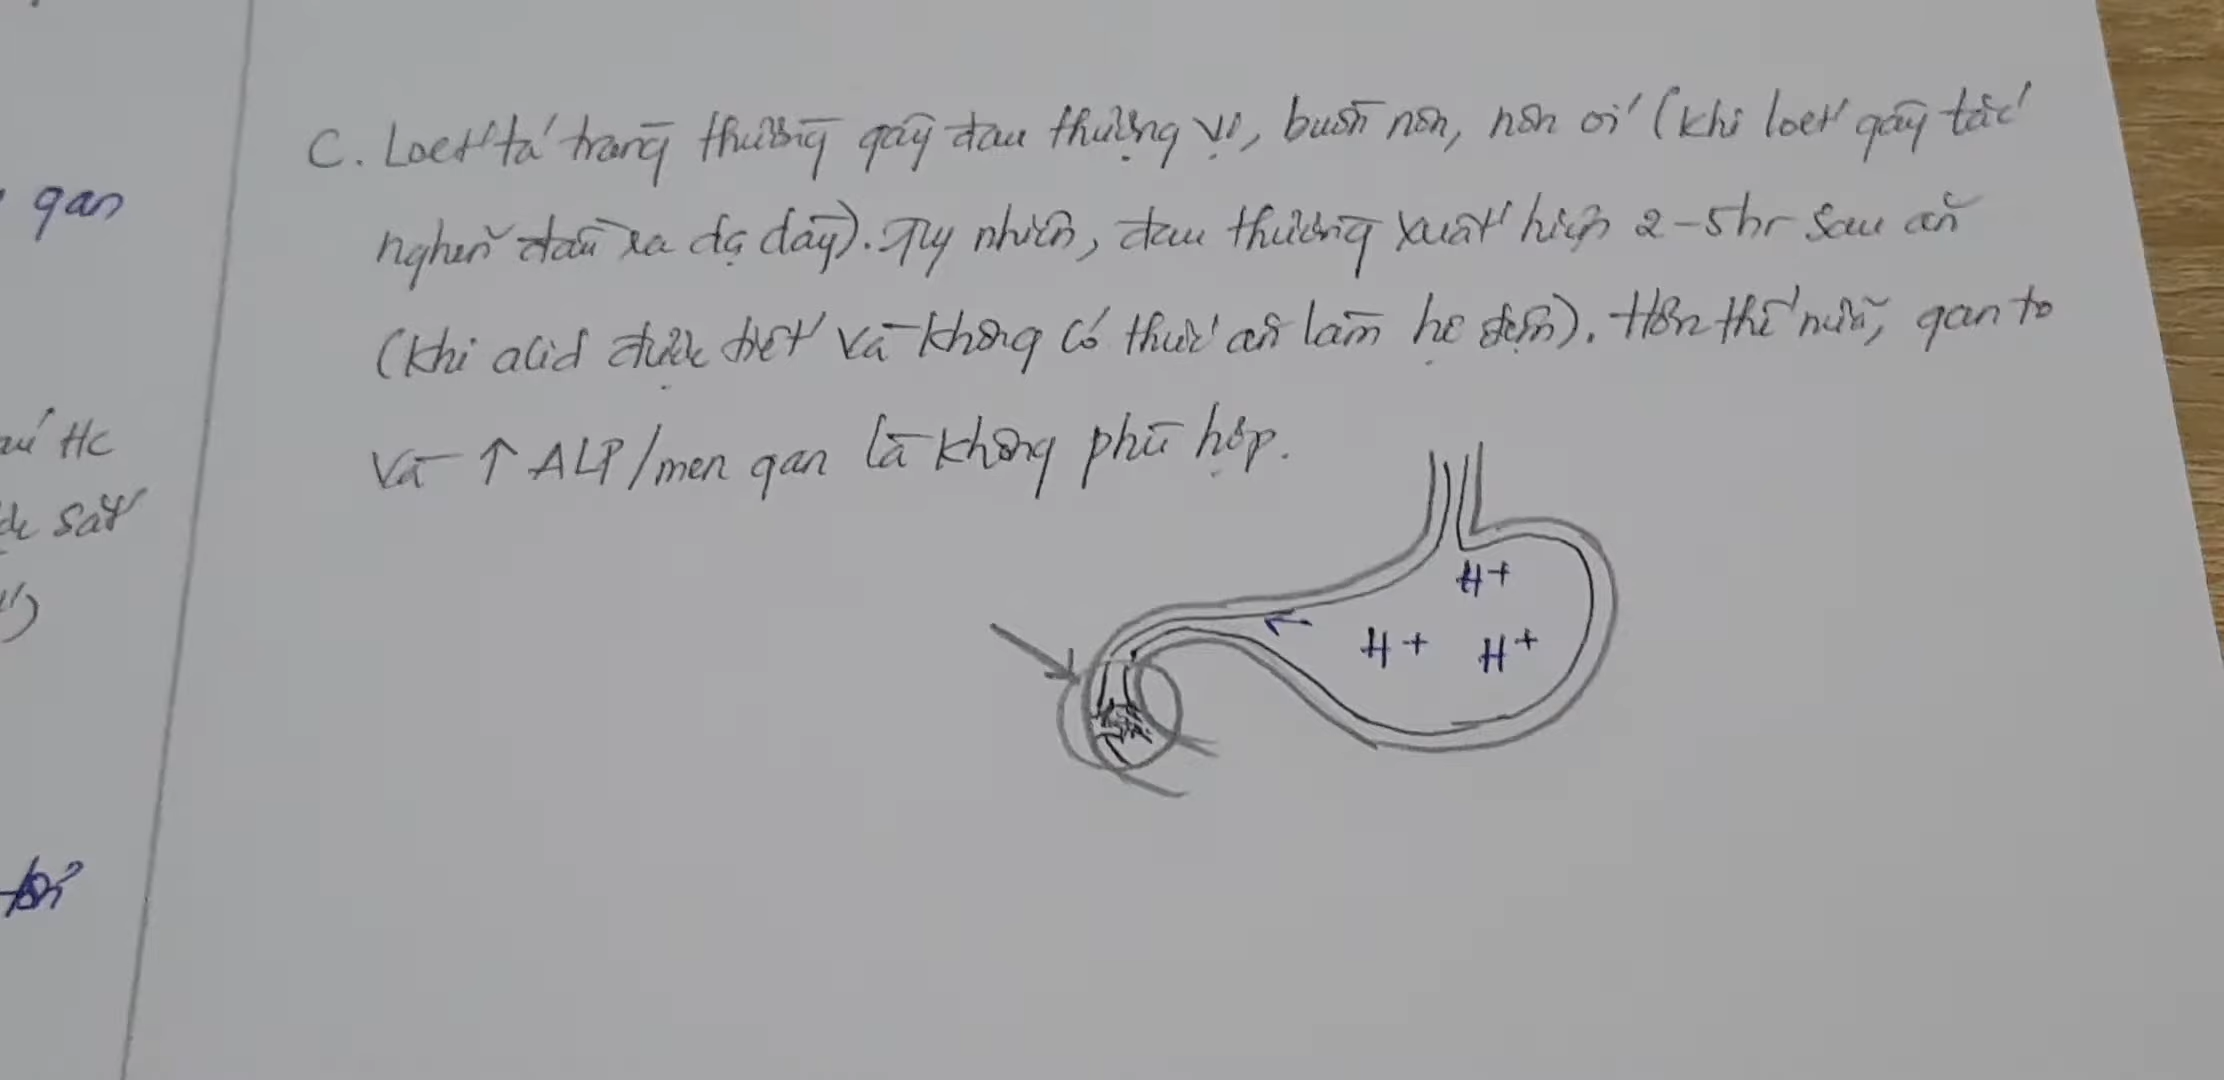 gan
HC
sắt
tối
C. Loét tá tràng thường gây đau thượng vị, buồn nôn, nôn ói (khi loét gây tắc
nghẽn đầu ra dạ dày). Tuy nhiên, đau thường xuất hiện 2-5hr sau ăn
(khi acid được tiết và không có thức ăn làm hệ đệm). Hơn thế nữa, gan to
và ↑ ALP/men gan là không phù hợp.
H+
H+ H+